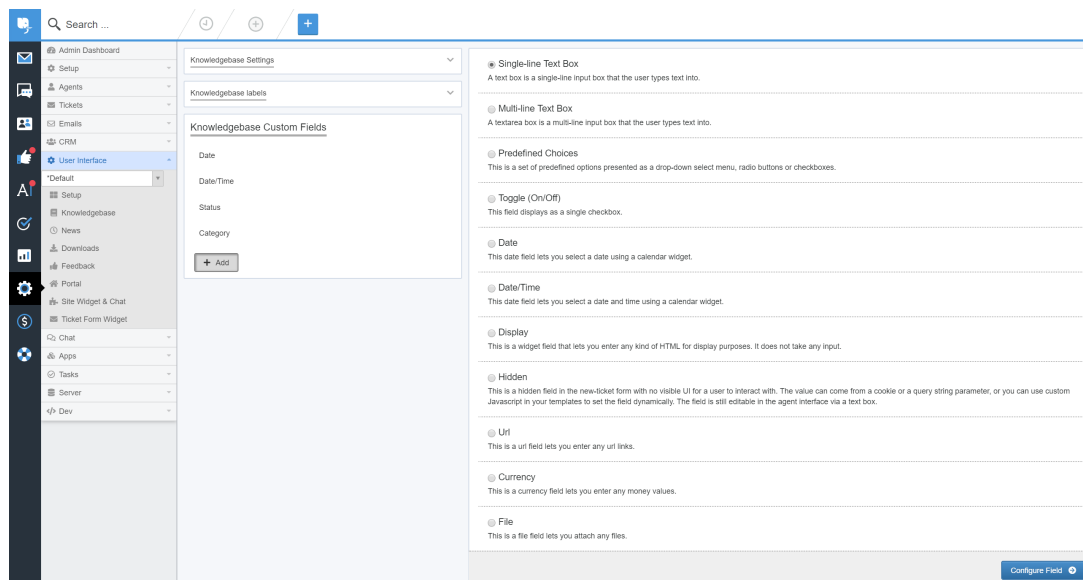 Search ...
Admin Dashboard
Setup
Agents
Tickets
Emails
CRM
User Interface
*Default
Setup
Knowledgebase
News
Downloads
Feedback
Portal
Site Widget & Chat
Ticket Form Widget
Chat
Apps
Tasks
Server
Dev
Knowledgebase Settings
Knowledgebase labels
Knowledgebase Custom Fields
Date
Date/Time
Status
Category
+ Add
Single-line Text Box
A text box is a single-line input box that the user types text into.
Multi-line Text Box
A textarea box is a multi-line input box that the user types text into.
Predefined Choices
This is a set of predefined options presented as a drop-down select menu, radio buttons or checkboxes.
Toggle (On/Off)
This field displays as a single checkbox.
Date
This date field lets you select a date using a calendar widget.
Date/Time
This date field lets you select a date and time using a calendar widget.
Display
This is a widget field that lets you enter any kind of HTML for display purposes. It does not take any input.
Hidden
This is a hidden field in the new-ticket form with no visible UI for a user to interact with. The value can come from a cookie or a query string parameter, or you can use custom
Javascript in your templates to set the field dynamically. The field is still editable in the agent interface via a text box.
Url
This is a url field lets you enter any url links.
Currency
This is a currency field lets you enter any money values.
File
This is a file field lets you attach any files.
Configure Field